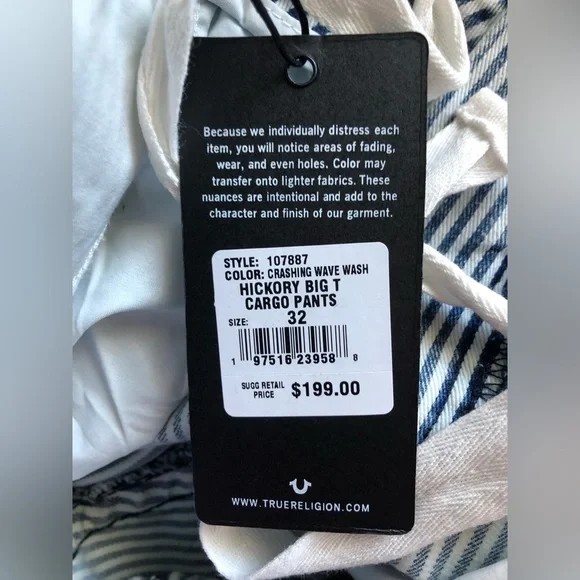 Because we individually distress each
item, you will notice areas of fading,
wear, and even holes. Color may
transfer onto lighter fabrics. These
nuances are intentional and add to the
character and finish of our garment.
STYLE: 107887
COLOR: CRASHING WAVE WASH
HICKORY BIG T
CARGO PANTS
SIZE: 32
1 97516 23958 8
SUGG RETAIL
PRICE $199.00
WWW.TRUERELIGION.COM